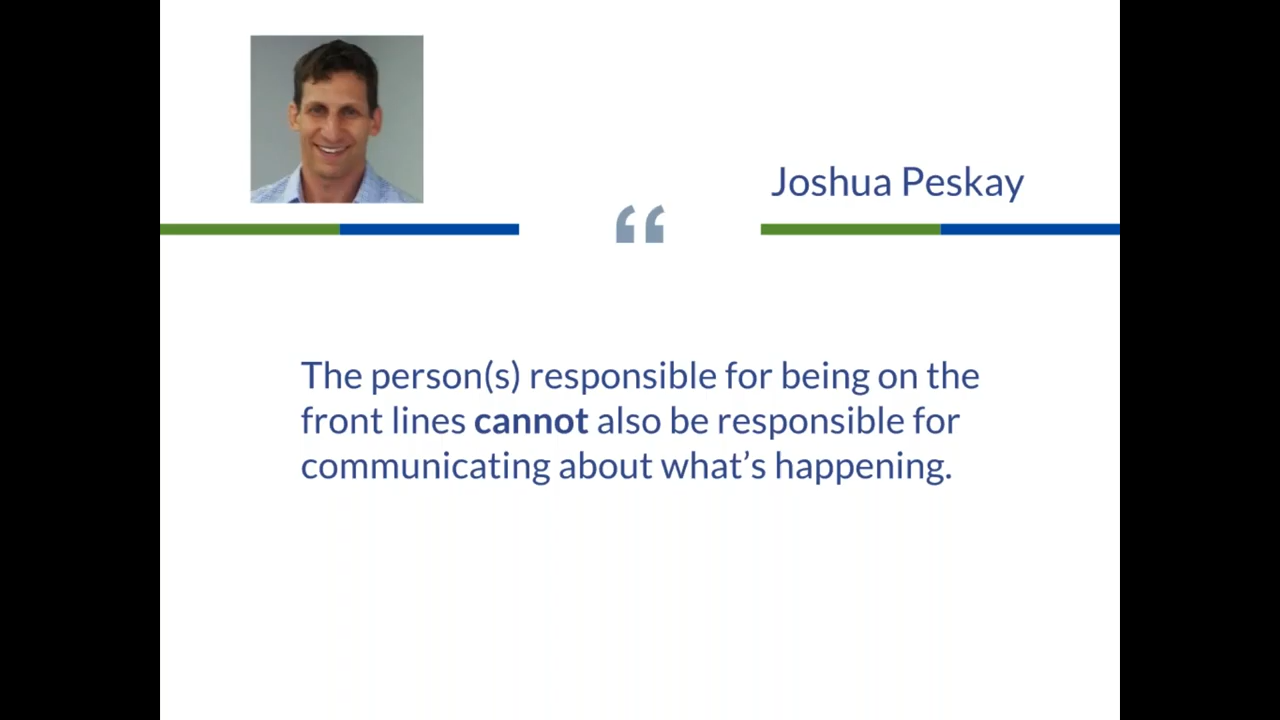 Joshua Peskay
“
The person(s) responsible for being on the
front lines cannot also be responsible for
communicating about what’s happening.